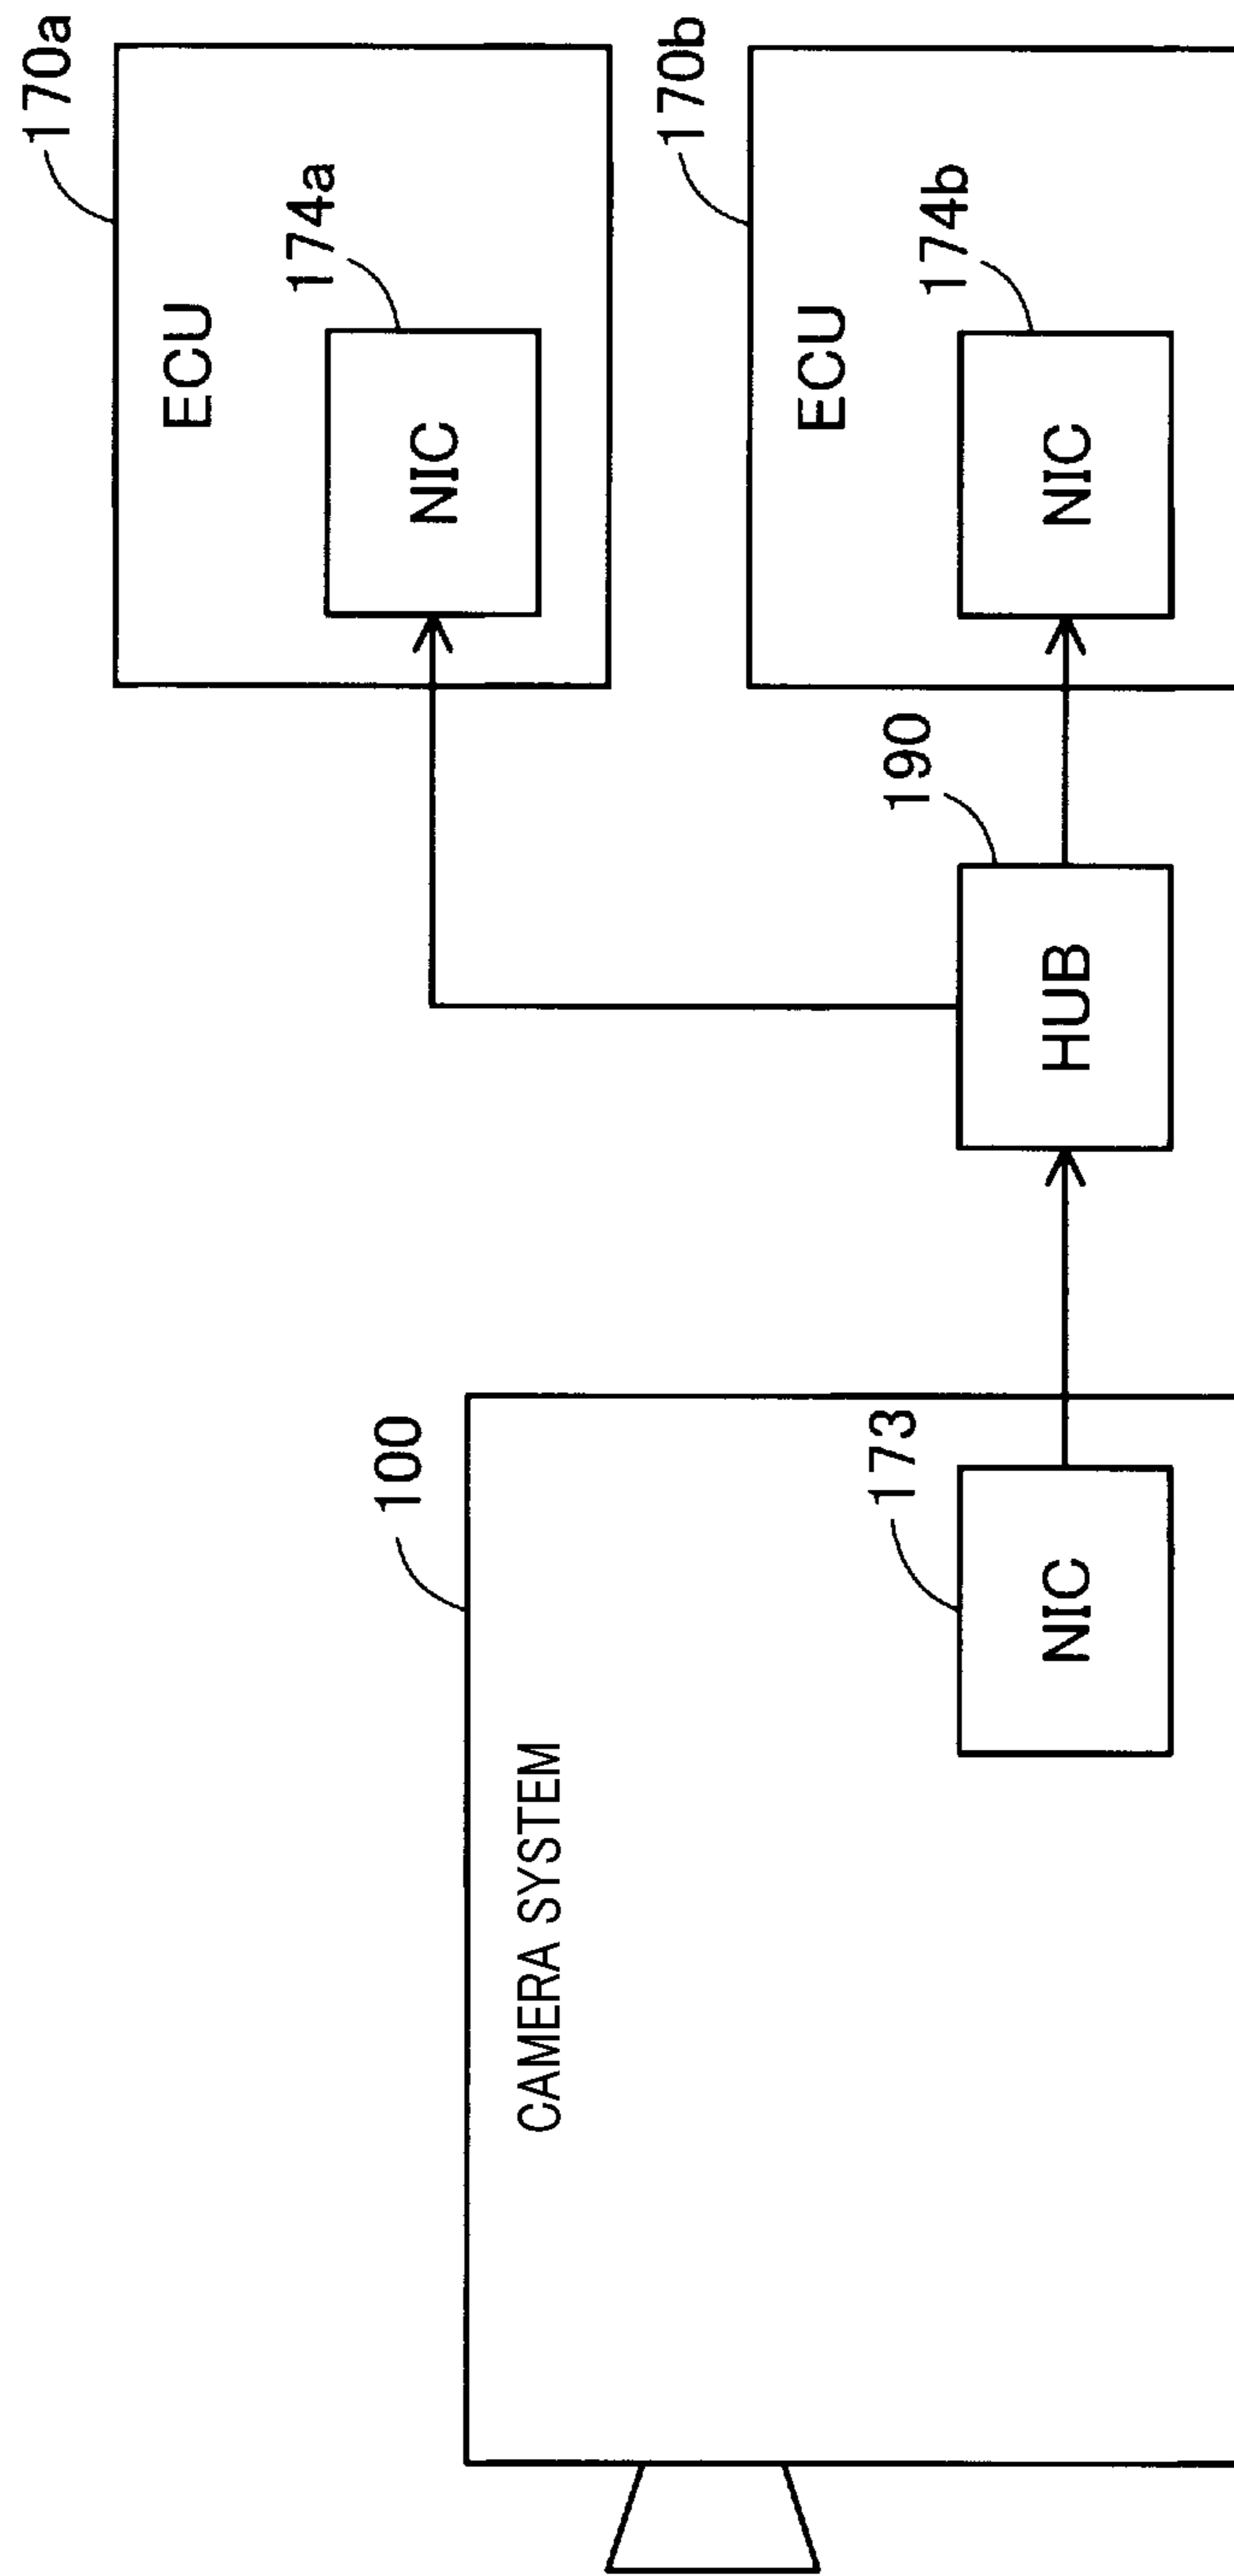 170a
ECU
174a
NIC
170b
ECU
174b
NIC
190
HUB
100
CAMERA SYSTEM
173
NIC